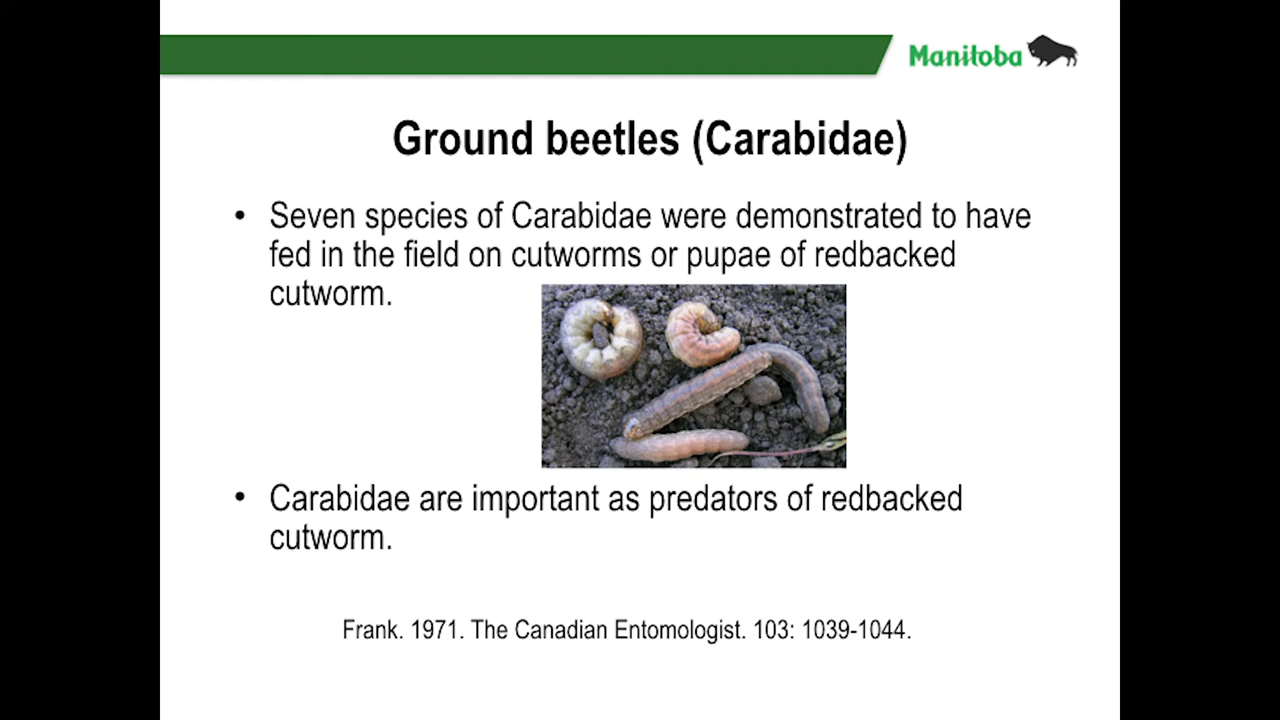 Manitoba
Ground beetles (Carabidae)
• Seven species of Carabidae were demonstrated to have
fed in the field on cutworms or pupae of redbacked
cutworm.
• Carabidae are important as predators of redbacked
cutworm.
Frank. 1971. The Canadian Entomologist. 103: 1039-1044.